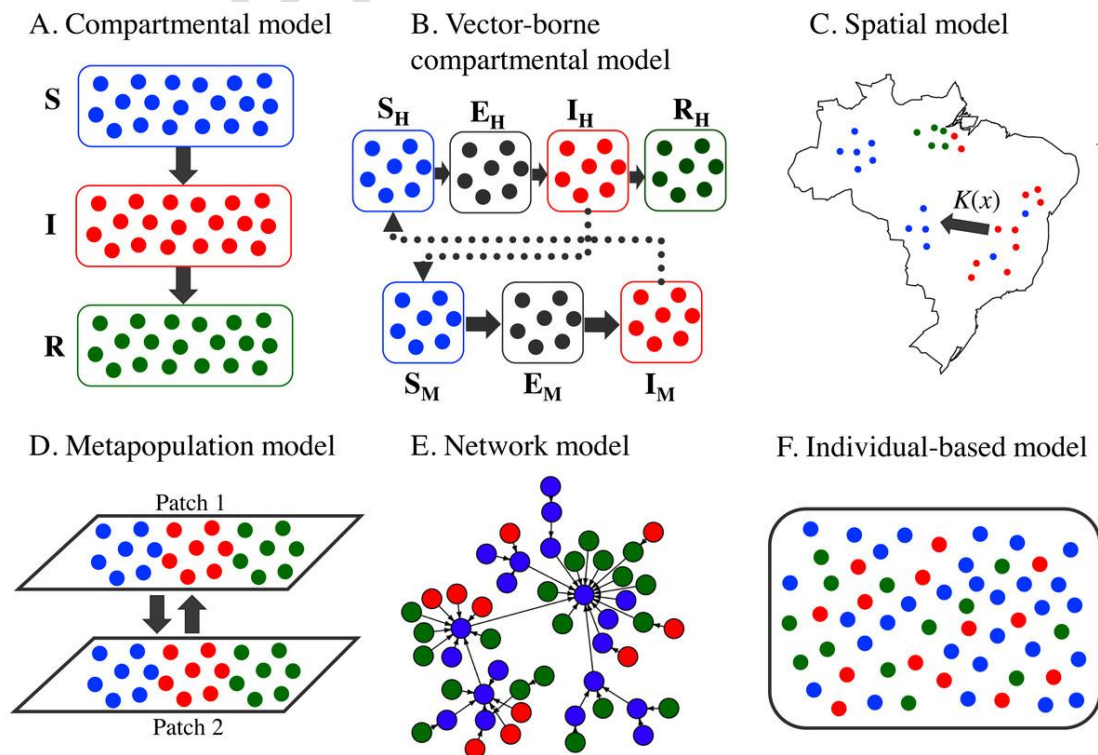 A. Compartmental model
S
I
R
B. Vector-borne
compartmental model
S_H E_H I_H R_H
S_M E_M I_M
C. Spatial model
K(x)
D. Metapopulation model
Patch 1
Patch 2
E. Network model
F. Individual-based model